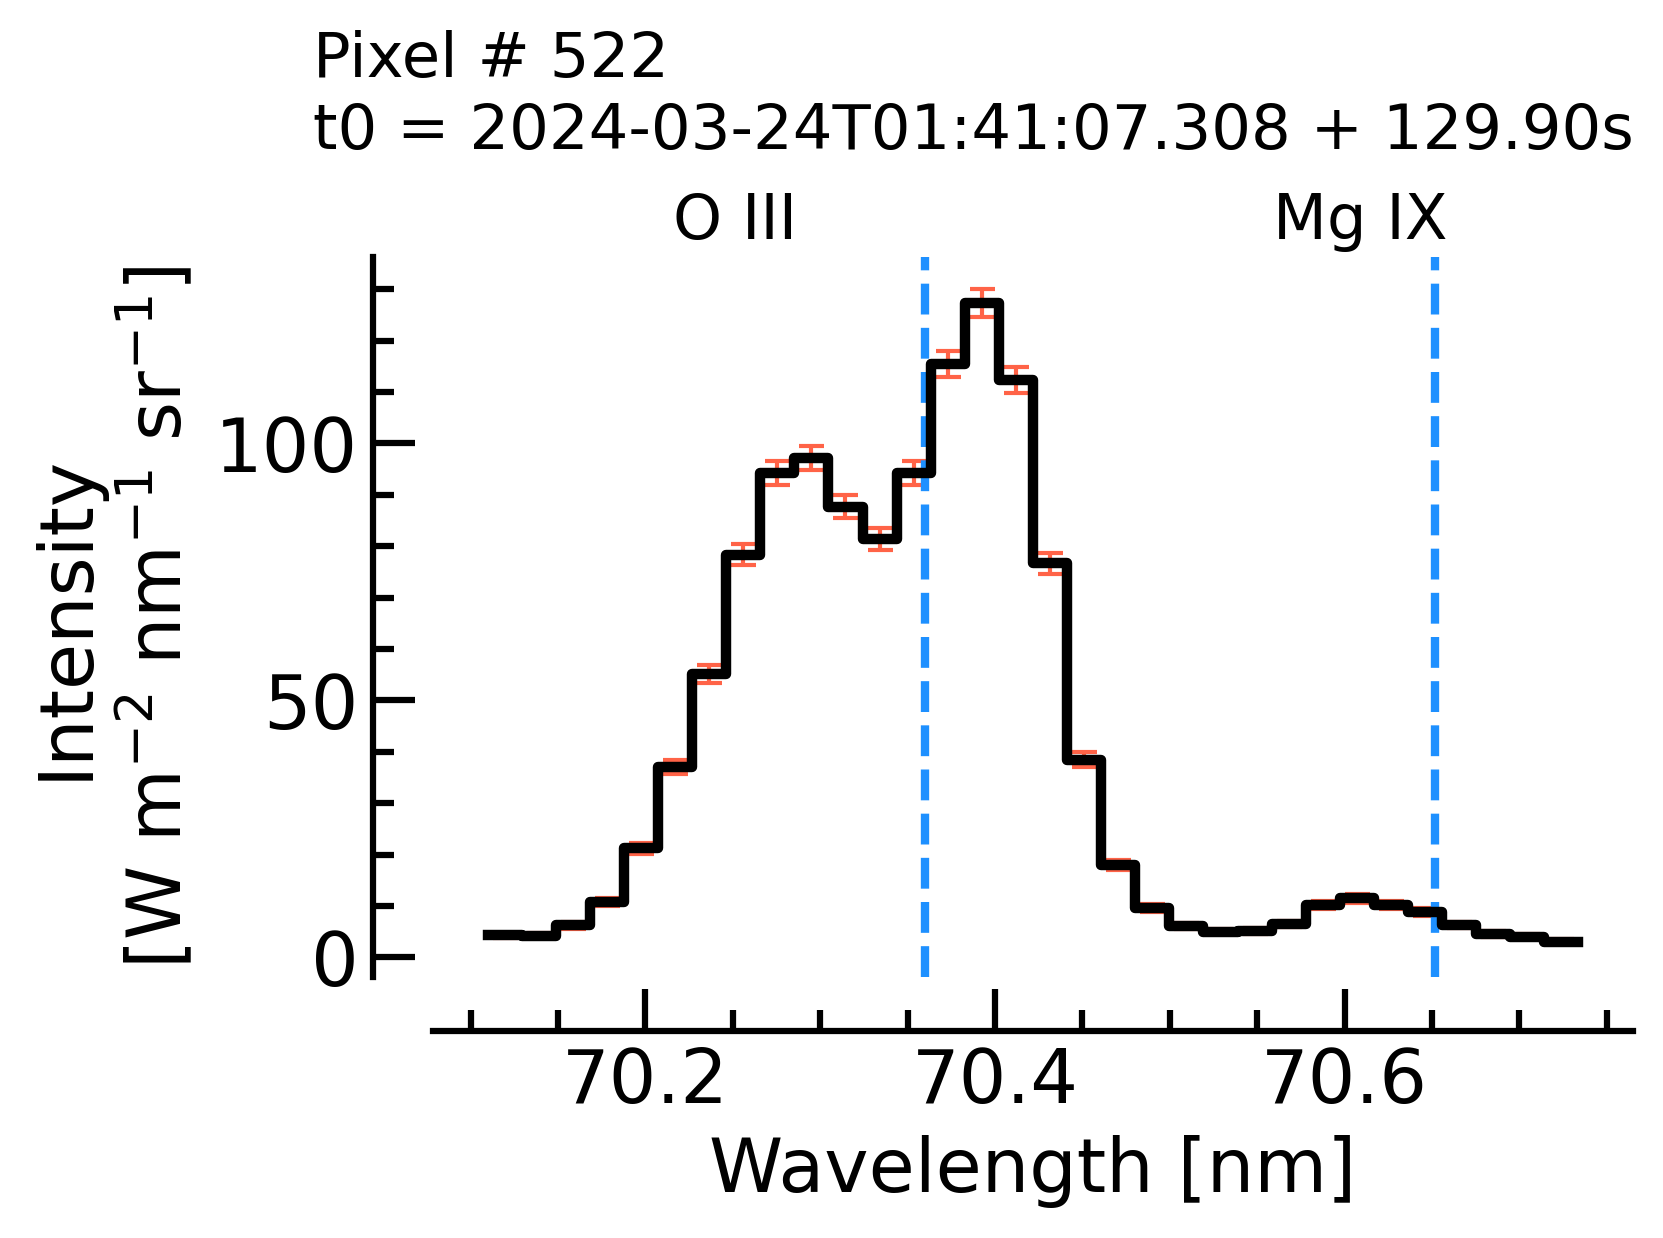 Pixel # 522
t0 = 2024-03-24T01:41:07.308 + 129.90s
O III Mg IX
Intensity
[W m⁻² nm⁻¹ sr⁻¹]
100
50
0
70.2 70.4 70.6
Wavelength [nm]